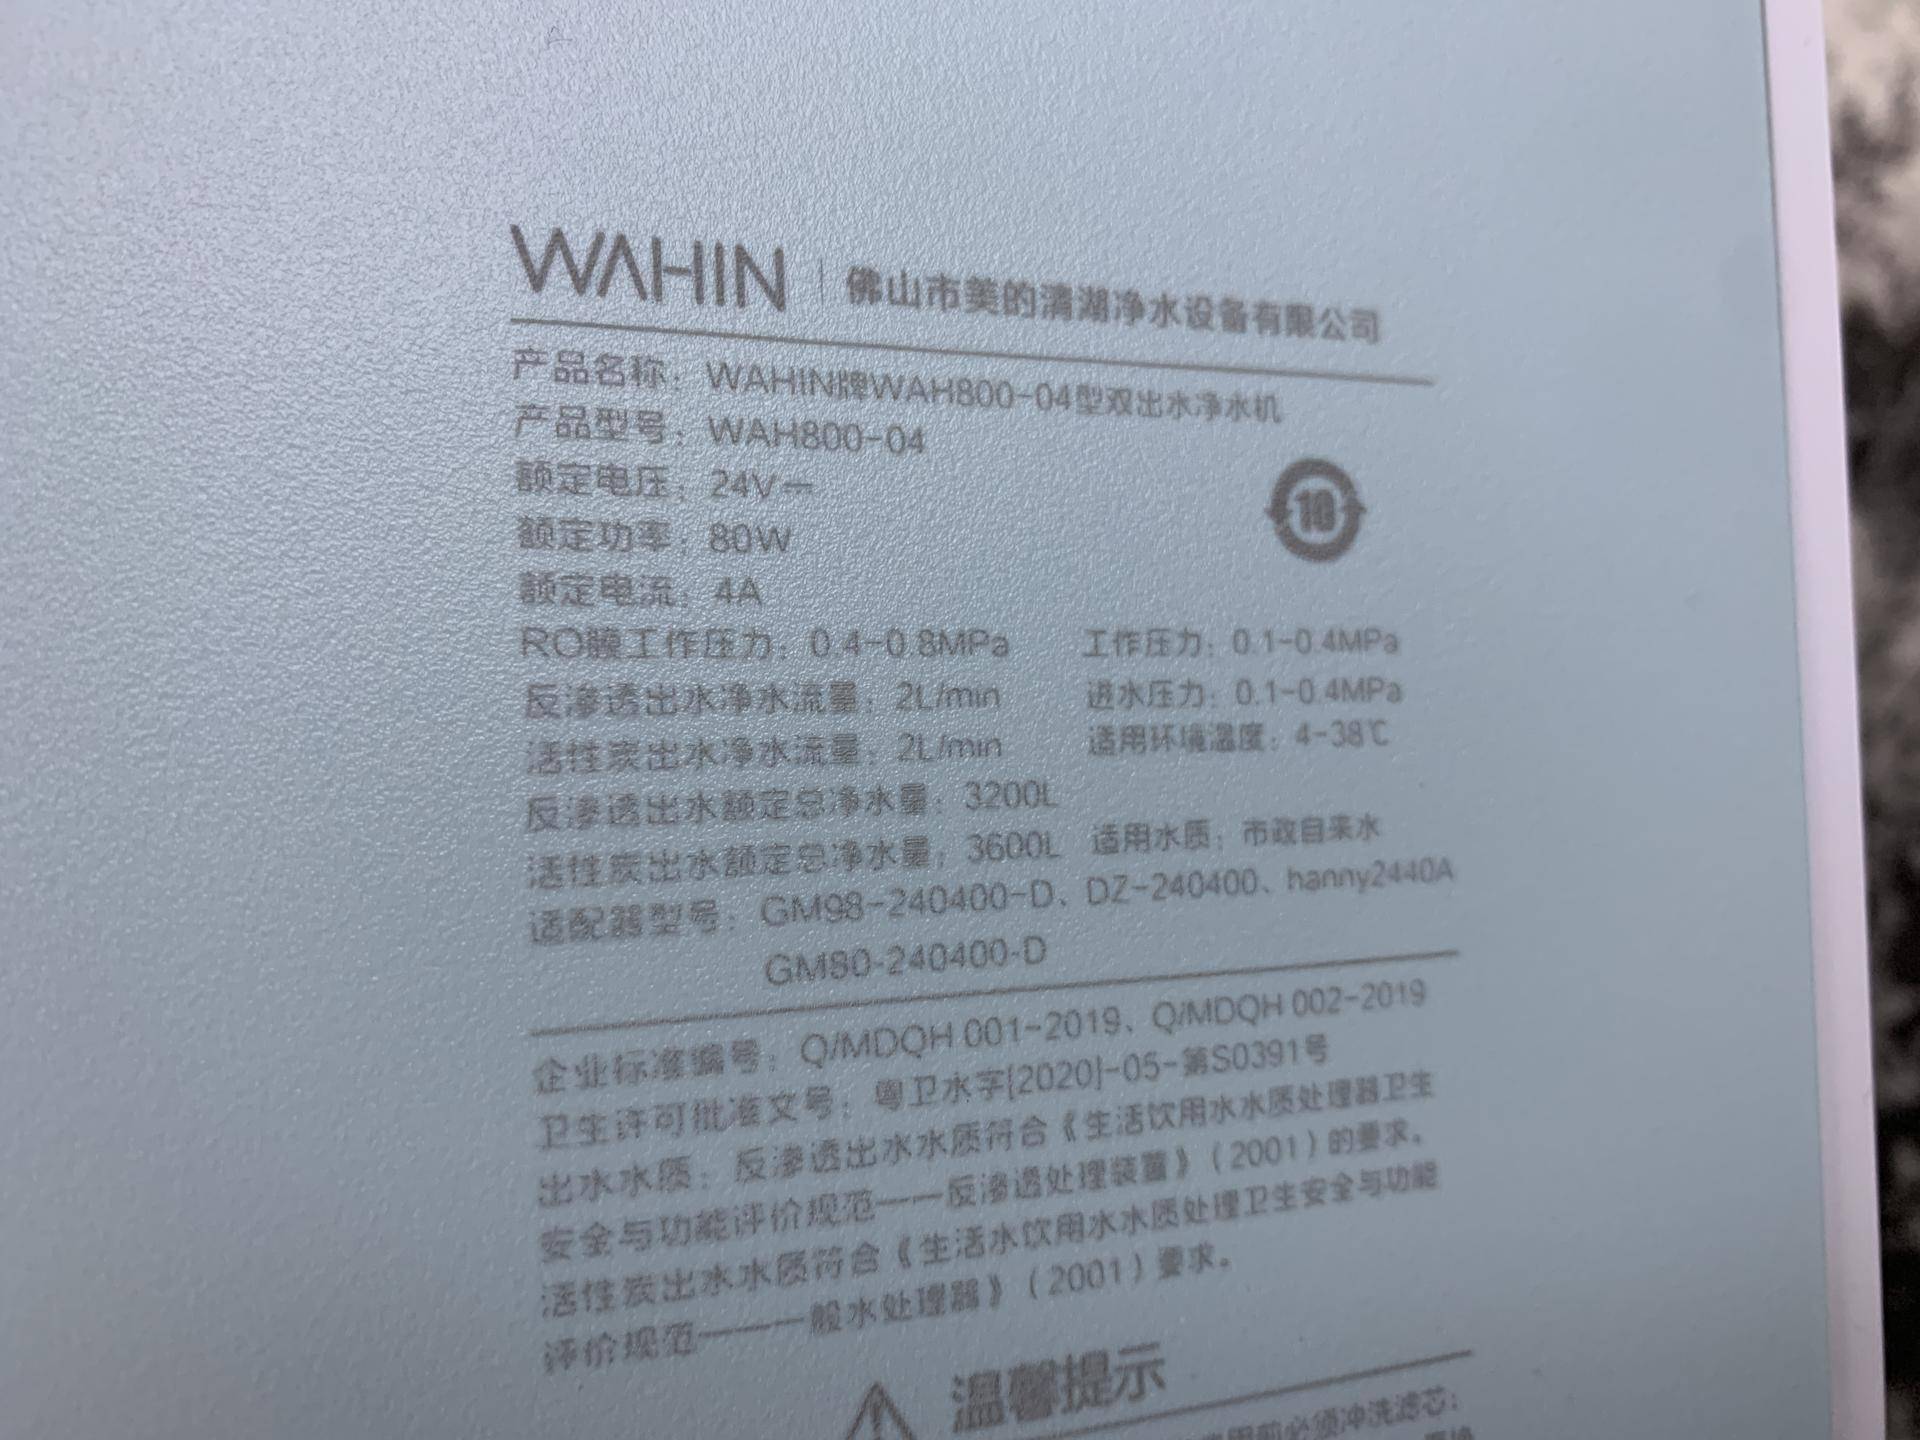 WAHIN | 佛山市美的清湖净水设备有限公司
产品名称：WAHIN牌WAH800-04型双出水净水机
产品型号：WAH800-04
额定电压：24V⎓
额定功率：80W
10
额定电流：4A
RO膜工作压力：0.4-0.8MPa 工作压力：0.1-0.4MPa
反渗透出水净水流量：2L/min 进水压力：0.1-0.4MPa
活性炭出水净水流量：2L/min 适用环境温度：4-38℃
反渗透出水额定总净水量：3200L
活性炭出水额定总净水量：3600L 适用水质：市政自来水
适配器型号：GM98-240400-D、DZ-240400、hanny2440A
GM80-240400-D
企业标准编号：Q/MDQH 001-2019、Q/MDQH 002-2019
卫生许可批准文号：粤卫水字[2020]-05-第S0391号
出水水质：反渗透出水水质符合《生活饮用水水质处理器卫生
安全与功能评价规范——反渗透处理装置》（2001）的要求。
活性炭出水水质符合《生活水饮用水水质处理卫生安全与功能
评价规范——一般水处理器》（2001）要求。
温馨提示
用前必须冲洗滤芯：